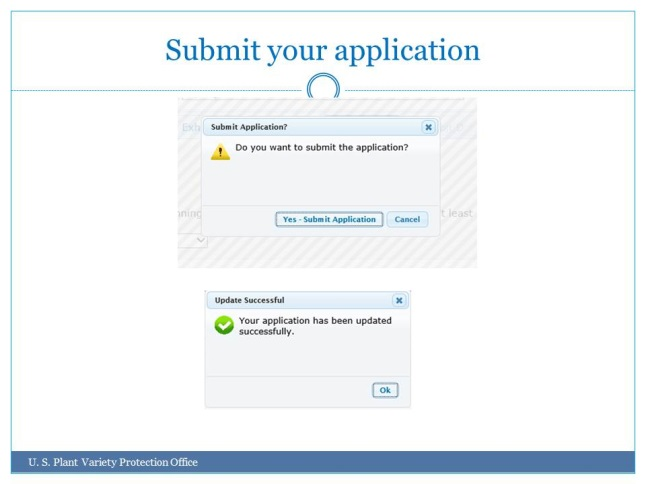 Submit your application
Submit Application?
Do you want to submit the application?
Yes - Submit Application
Cancel
t least
Update Successful
Your application has been updated
successfully.
Ok
U. S. Plant Variety Protection Office